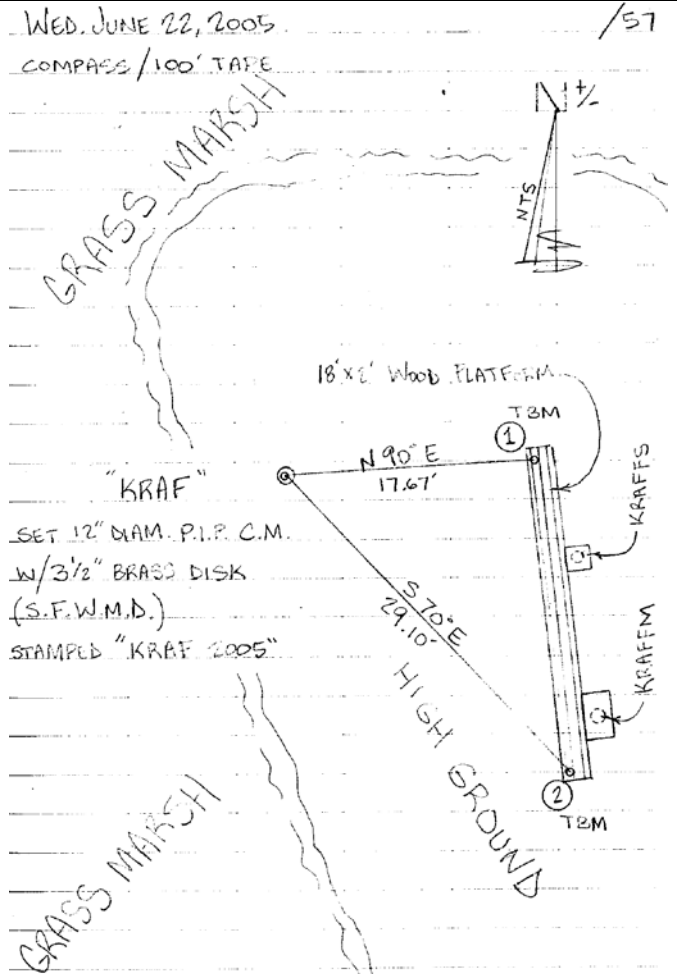 WED. JUNE 22, 2005
/57
COMPASS / 100' TAPE
GRASS MARSH
N +/-
NTS
18' x 2' WOOD PLATFORM
TBM
1
N 90° E
17.67'
"KRAF"
KRAFFS
SET 12" DIAM. P.I.P. C.M.
W/ 3½" BRASS DISK
(S.F.W.M.D.)
STAMPED "KRAF 2005"
S 70° E
29.10'
KRAFFM
HIGH GROUND
2
TBM
GRASS MARSH